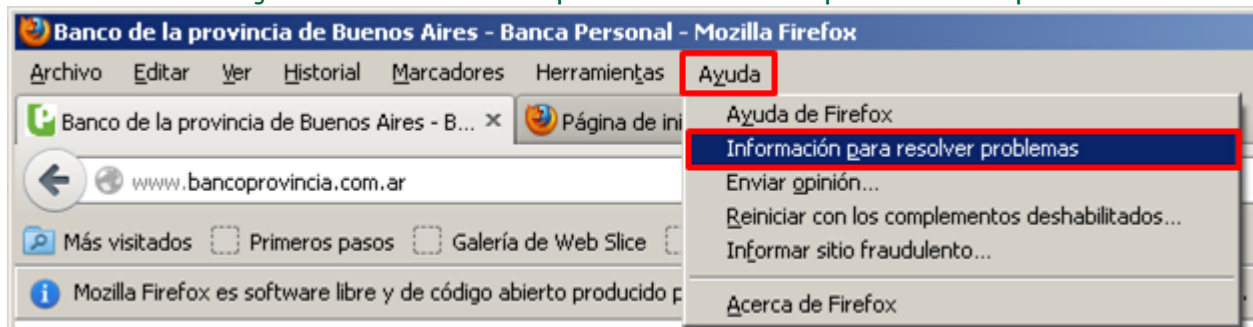 Banco de la provincia de Buenos Aires - Banca Personal - Mozilla Firefox
Archivo Editar Ver Historial Marcadores Herramientas Ayuda
Banco de la provincia de Buenos Aires - B... × Página de ini
Ayuda de Firefox
Información para resolver problemas
www.bancoprovincia.com.ar
Enviar opinión...
Reiniciar con los complementos deshabilitados...
Más visitados Primeros pasos Galería de Web Slice
Informar sitio fraudulento...
Mozilla Firefox es software libre y de código abierto producido p
Acerca de Firefox